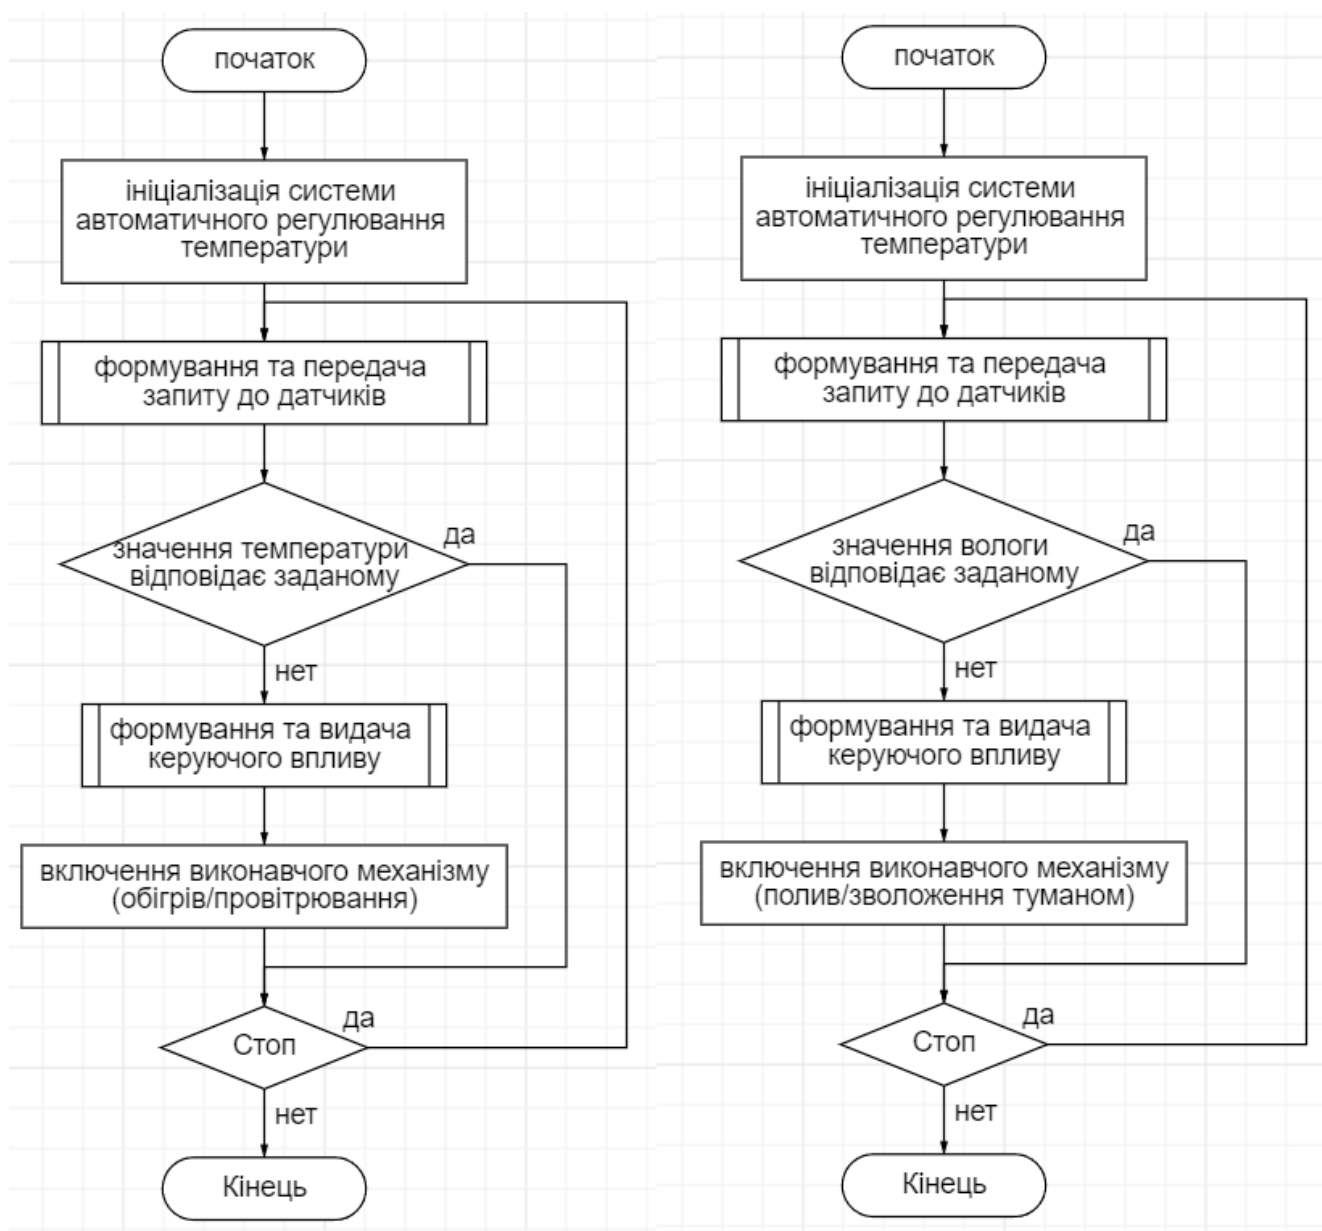 початок
ініціалізація системи
автоматичного регулювання
температури
формування та передача
запиту до датчиків
значення температури
відповідає заданому
да
нет
формування та видача
керуючого впливу
включення виконавчого механізму
(обігрів/провітрювання)
Стоп
да
нет
Кінець
початок
ініціалізація системи
автоматичного регулювання
температури
формування та передача
запиту до датчиків
значення вологи
відповідає заданому
да
нет
формування та видача
керуючого впливу
включення виконавчого механізму
(полив/зволоження туманом)
Стоп
да
нет
Кінець